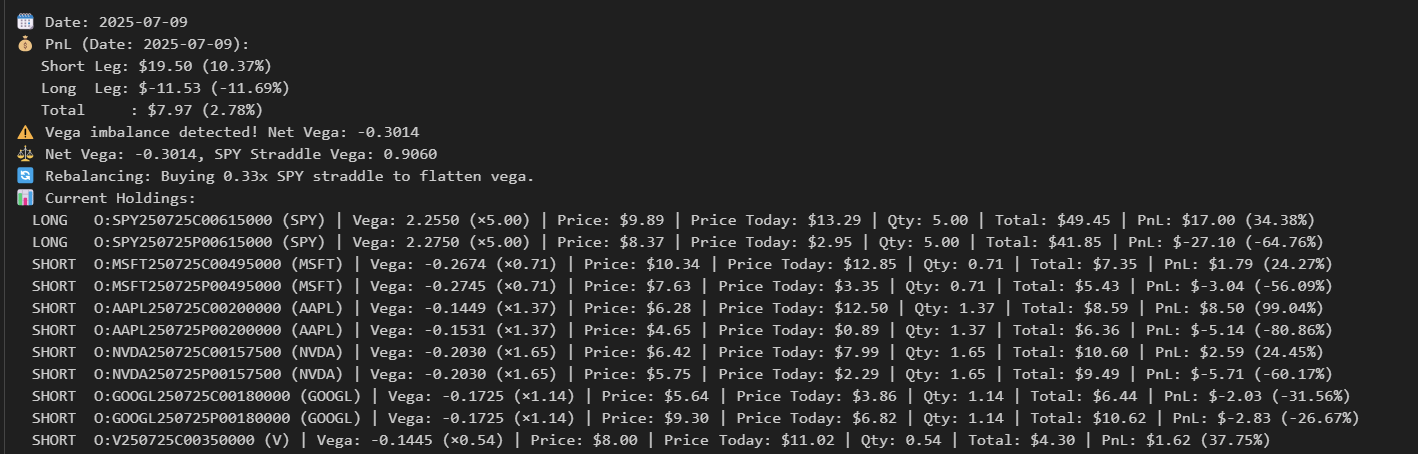 Date: 2025-07-09
PnL (Date: 2025-07-09):
Short Leg: $19.50 (10.37%)
Long  Leg: $-11.53 (-11.69%)
Total     : $7.97 (2.78%)
Vega imbalance detected! Net Vega: -0.3014
Net Vega: -0.3014, SPY Straddle Vega: 0.9060
Rebalancing: Buying 0.33x SPY straddle to flatten vega.
Current Holdings:
LONG   O:SPY250725C00615000 (SPY) | Vega: 2.2550 (×5.00) | Price: $9.89 | Price Today: $13.29 | Qty: 5.00 | Total: $49.45 | PnL: $17.00 (34.38%)
LONG   O:SPY250725P00615000 (SPY) | Vega: 2.2750 (×5.00) | Price: $8.37 | Price Today: $2.95 | Qty: 5.00 | Total: $41.85 | PnL: $-27.10 (-64.76%)
SHORT  O:MSFT250725C00495000 (MSFT) | Vega: -0.2674 (×0.71) | Price: $10.34 | Price Today: $12.85 | Qty: 0.71 | Total: $7.35 | PnL: $1.79 (24.27%)
SHORT  O:MSFT250725P00495000 (MSFT) | Vega: -0.2745 (×0.71) | Price: $7.63 | Price Today: $3.35 | Qty: 0.71 | Total: $5.43 | PnL: $-3.04 (-56.09%)
SHORT  O:AAPL250725C00200000 (AAPL) | Vega: -0.1449 (×1.37) | Price: $6.28 | Price Today: $12.50 | Qty: 1.37 | Total: $8.59 | PnL: $8.50 (99.04%)
SHORT  O:AAPL250725P00200000 (AAPL) | Vega: -0.1531 (×1.37) | Price: $4.65 | Price Today: $0.89 | Qty: 1.37 | Total: $6.36 | PnL: $-5.14 (-80.86%)
SHORT  O:NVDA250725C00157500 (NVDA) | Vega: -0.2030 (×1.65) | Price: $6.42 | Price Today: $7.99 | Qty: 1.65 | Total: $10.60 | PnL: $2.59 (24.45%)
SHORT  O:NVDA250725P00157500 (NVDA) | Vega: -0.2030 (×1.65) | Price: $5.75 | Price Today: $2.29 | Qty: 1.65 | Total: $9.49 | PnL: $-5.71 (-60.17%)
SHORT  O:GOOGL250725C00180000 (GOOGL) | Vega: -0.1725 (×1.14) | Price: $5.64 | Price Today: $3.86 | Qty: 1.14 | Total: $6.44 | PnL: $-2.03 (-31.56%)
SHORT  O:GOOGL250725P00180000 (GOOGL) | Vega: -0.1725 (×1.14) | Price: $9.30 | Price Today: $6.82 | Qty: 1.14 | Total: $10.62 | PnL: $-2.83 (-26.67%)
SHORT  O:V250725C00350000 (V) | Vega: -0.1445 (×0.54) | Price: $8.00 | Price Today: $11.02 | Qty: 0.54 | Total: $4.30 | PnL: $1.62 (37.75%)